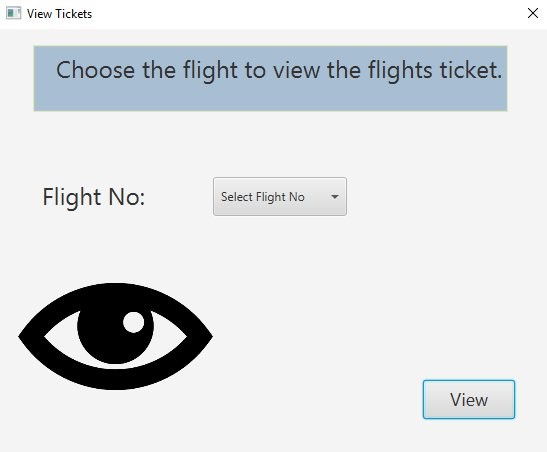 View Tickets
Choose the flight to view the flights ticket.
Flight No:
Select Flight No
View